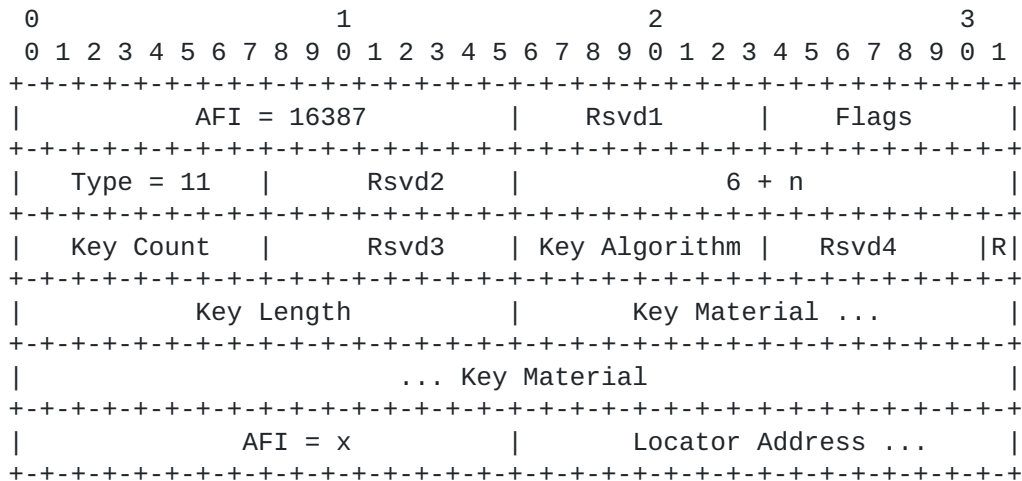 0                   1                   2                   3
 0 1 2 3 4 5 6 7 8 9 0 1 2 3 4 5 6 7 8 9 0 1 2 3 4 5 6 7 8 9 0 1
+-+-+-+-+-+-+-+-+-+-+-+-+-+-+-+-+-+-+-+-+-+-+-+-+-+-+-+-+-+-+-+-+
|           AFI = 16387         |    Rsvd1      |    Flags      |
+-+-+-+-+-+-+-+-+-+-+-+-+-+-+-+-+-+-+-+-+-+-+-+-+-+-+-+-+-+-+-+-+
|   Type = 11   |      Rsvd2    |             6 + n             |
+-+-+-+-+-+-+-+-+-+-+-+-+-+-+-+-+-+-+-+-+-+-+-+-+-+-+-+-+-+-+-+-+
|   Key Count   |      Rsvd3    | Key Algorithm |   Rsvd4     |R|
+-+-+-+-+-+-+-+-+-+-+-+-+-+-+-+-+-+-+-+-+-+-+-+-+-+-+-+-+-+-+-+-+
|           Key Length          |       Key Material ...        |
+-+-+-+-+-+-+-+-+-+-+-+-+-+-+-+-+-+-+-+-+-+-+-+-+-+-+-+-+-+-+-+-+
|                        ... Key Material                       |
+-+-+-+-+-+-+-+-+-+-+-+-+-+-+-+-+-+-+-+-+-+-+-+-+-+-+-+-+-+-+-+-+
|              AFI = x          |       Locator Address ...     |
+-+-+-+-+-+-+-+-+-+-+-+-+-+-+-+-+-+-+-+-+-+-+-+-+-+-+-+-+-+-+-+-+